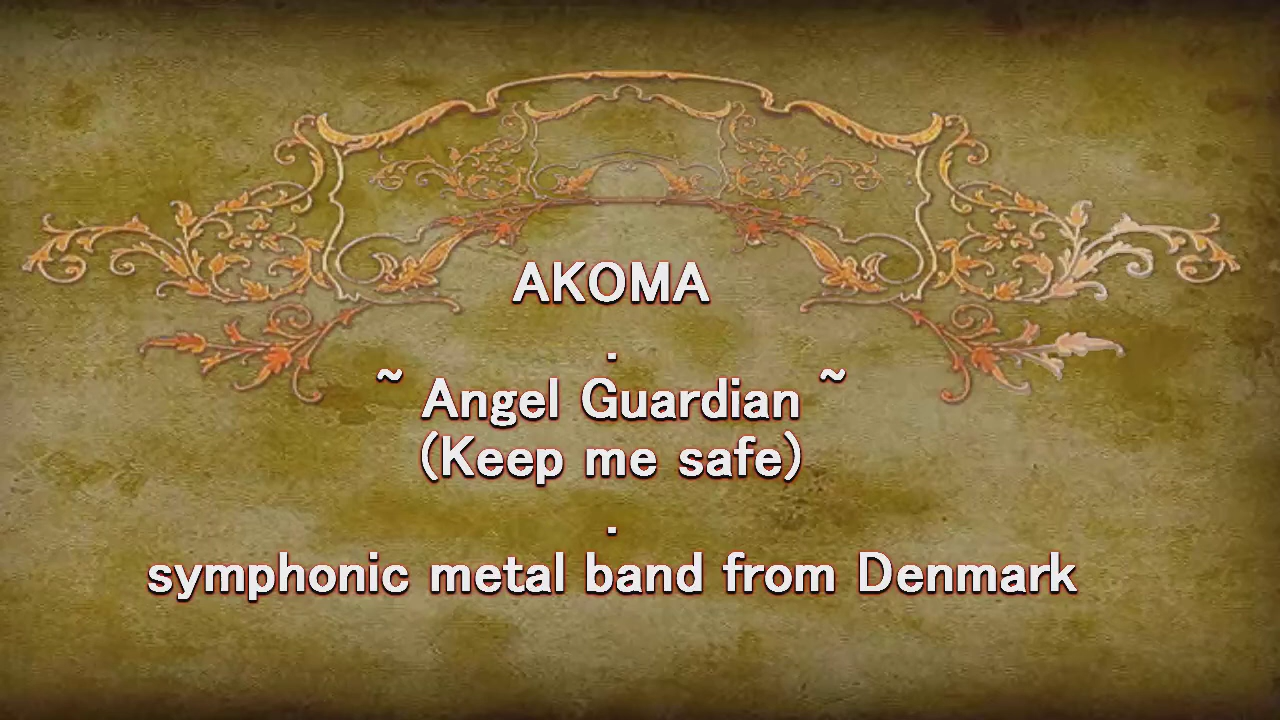 AKOMA
.
~ Angel Guardian ~
(Keep me safe)
.
symphonic metal band from Denmark